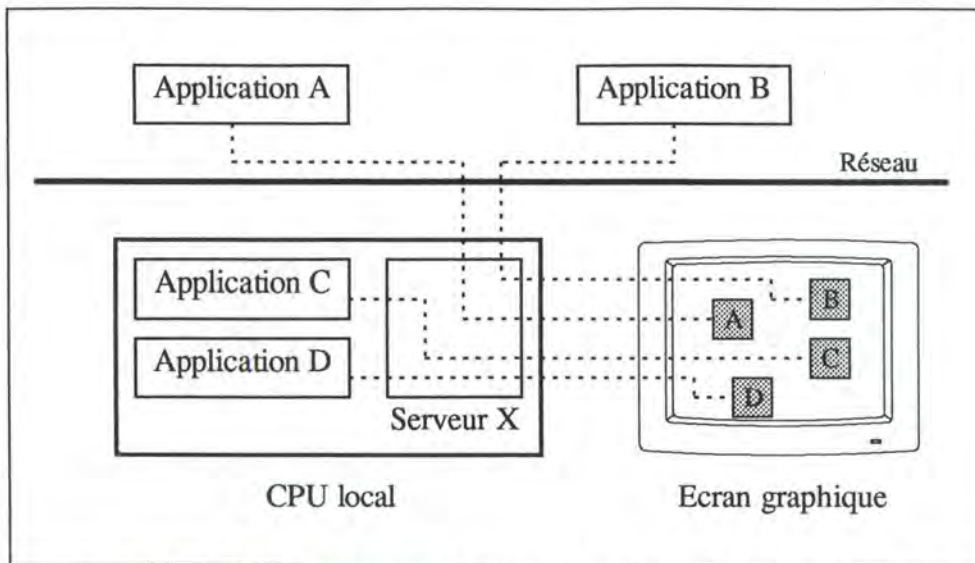 Application A
Application B
Réseau
Application C
Application D
Serveur X
A
B
C
D
CPU local
Ecran graphique